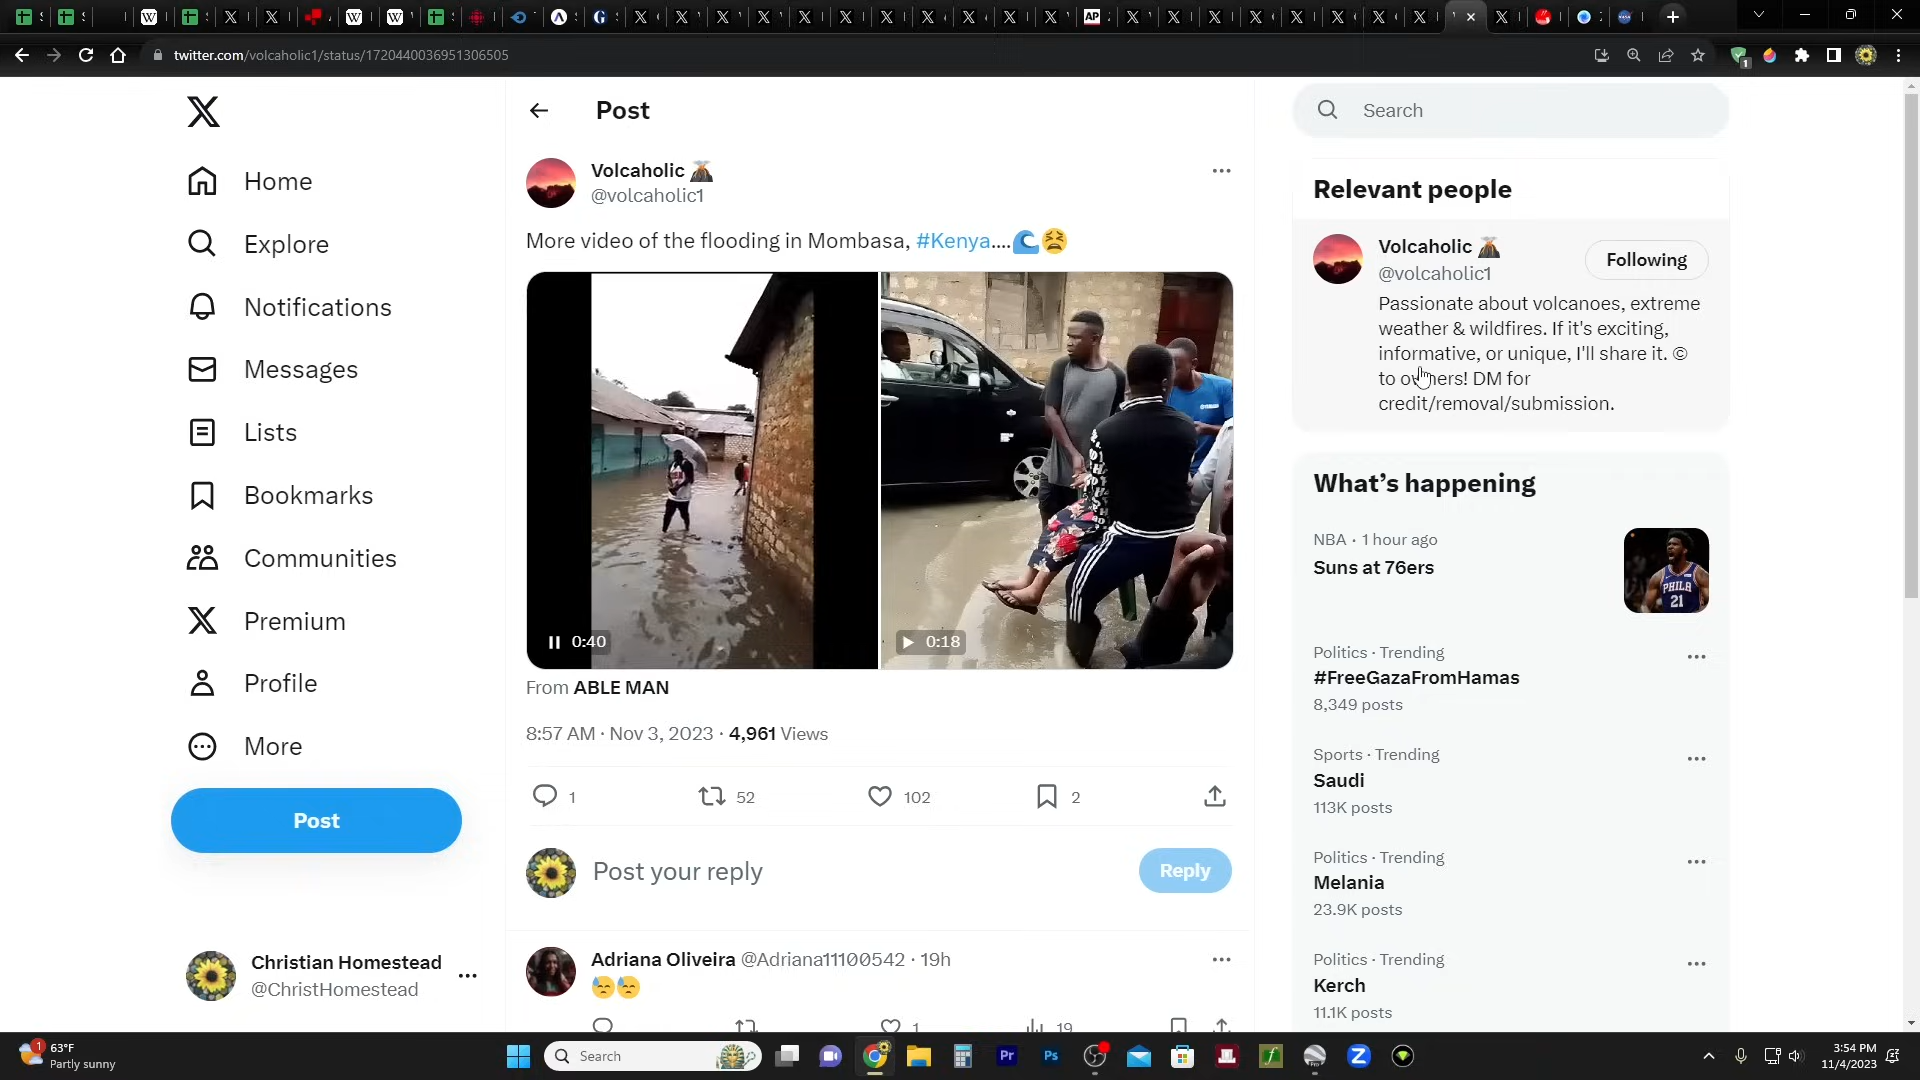 twitter.com/volcaholic1/status/1720440036951306505
Home
Explore
Notifications
Messages
Lists
Bookmarks
Communities
Premium
Profile
More
Post
Christian Homestead
@ChristHomestead
Post
Volcaholic 🌋
@volcaholic1
More video of the flooding in Mombasa, #Kenya....🌊😫
0:40
0:18
From ABLE MAN
8:57 AM · Nov 3, 2023 · 4,961 Views
1 52 102 2
Post your reply
Reply
Adriana Oliveira @Adriana11100542 · 19h
😓😓
1 19
Search
Relevant people
Volcaholic 🌋
@volcaholic1
Following
Passionate about volcanoes, extreme
weather & wildfires. If it's exciting,
informative, or unique, I'll share it. ©
to owners! DM for
credit/removal/submission.
What's happening
NBA · 1 hour ago
Suns at 76ers
PHILA
21
Politics · Trending
#FreeGazaFromHamas
8,349 posts
Sports · Trending
Saudi
113K posts
Politics · Trending
Melania
23.9K posts
Politics · Trending
Kerch
11.1K posts
1
63°F
Partly sunny
Search
Pr
Ps
3:54 PM
11/4/2023